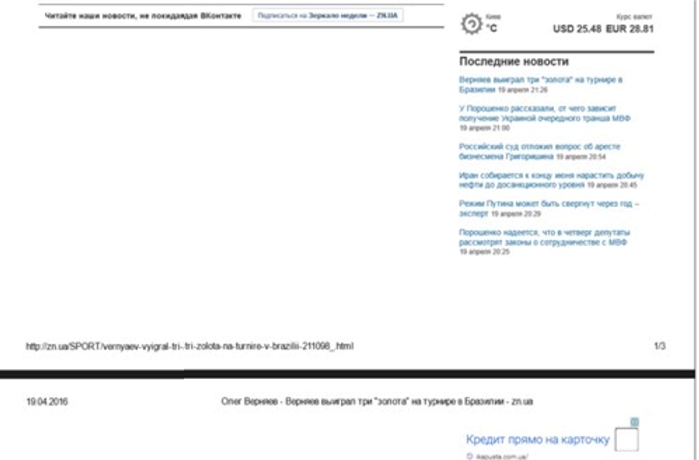 Читайте наши новости, не покидая ВКонтакте
Подписаться на Зеркало недели — ZN.UA
Киев
°C
Курс валют
USD 25.48 EUR 28.81
Последние новости
Верняев выиграл три "золота" на турнире в
Бразилии 19 апреля 21:26
У Порошенко рассказали, от чего зависит
получение Украиной очередного транша МВФ
19 апреля 21:00
Российский суд отложил вопрос об аресте
бизнесмена Григоришина 19 апреля 20:54
Иран собирается к концу июня нарастить добычу
нефти до досанкционного уровня 19 апреля 20:45
Режим Путина может быть свергнут через год –
эксперт 19 апреля 20:29
Порошенко надеется, что в четверг депутаты
рассмотрят законы о сотрудничестве с МВФ
19 апреля 20:25
http://zn.ua/SPORT/vernyaev-vyigral-tri-tri-zolota-na-turnire-v-brazilii-211098_.html
1/3
19.04.2016
Олег Верняев - Верняев выиграл три "золота" на турнире в Бразилии - zn.ua
Кредит прямо на карточку
ikapusta.com.ua/